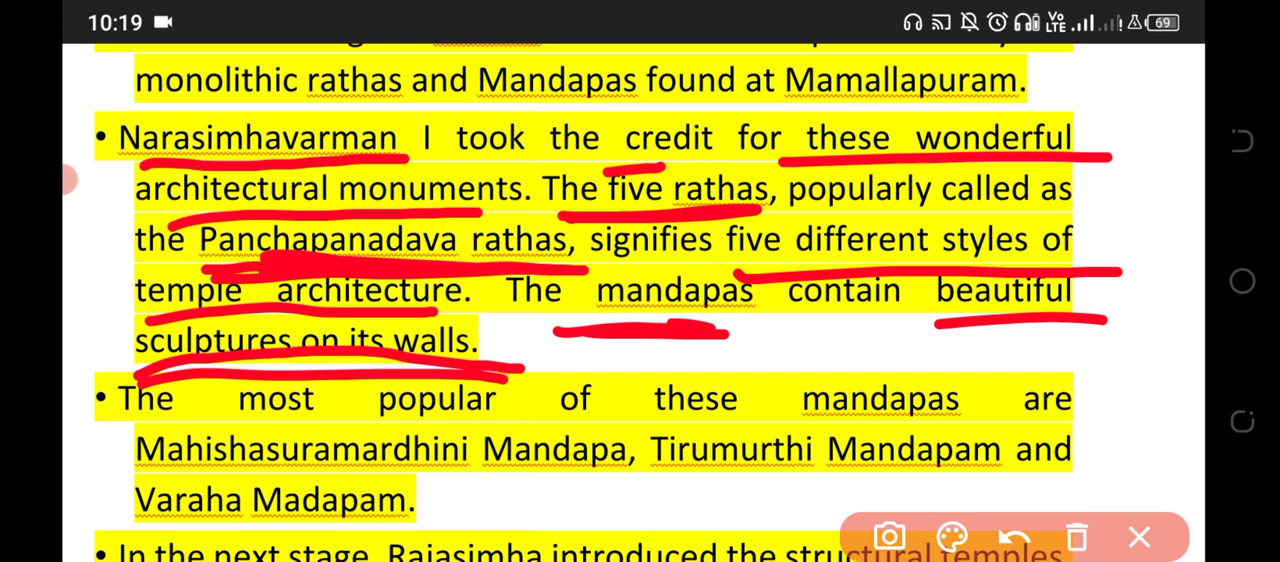 10:19
Vo
LTE
69
monolithic rathas and Mandapas found at Mamallapuram.
• Narasimhavarman I took the credit for these wonderful
architectural monuments. The five rathas, popularly called as
the Panchapanadava rathas, signifies five different styles of
temple architecture. The mandapas contain beautiful
sculptures on its walls.
• The most popular of these mandapas are
Mahishasuramardhini Mandapa, Tirumurthi Mandapam and
Varaha Madapam.
• In the next stage, Rajasimha introduced the structural temples.